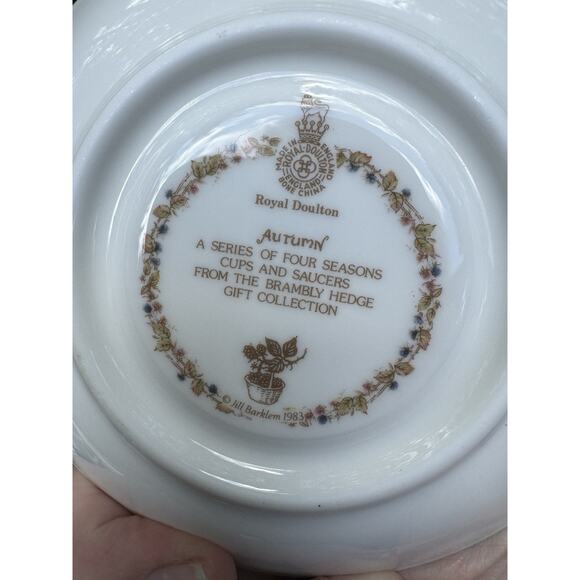 MADE IN ENGLAND
ROYAL DOULTON
ENGLAND
BONE CHINA
Royal Doulton
AUTUMN
A SERIES OF FOUR SEASONS
CUPS AND SAUCERS
FROM THE BRAMBLY HEDGE
GIFT COLLECTION
© Jill Barklem 1983